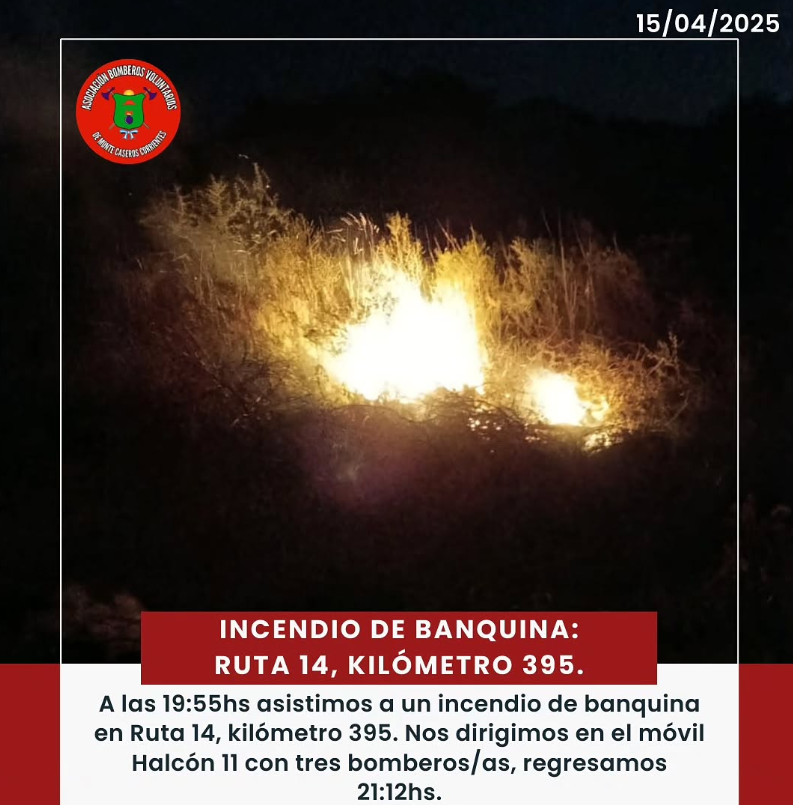 15/04/2025
ASOCIACION BOMBEROS VOLUNTARIOS
DE MONTE CASEROS CORRIENTES
INCENDIO DE BANQUINA:
RUTA 14, KILÓMETRO 395.
A las 19:55hs asistimos a un incendio de banquina
en Ruta 14, kilómetro 395. Nos dirigimos en el móvil
Halcón 11 con tres bomberos/as, regresamos
21:12hs.